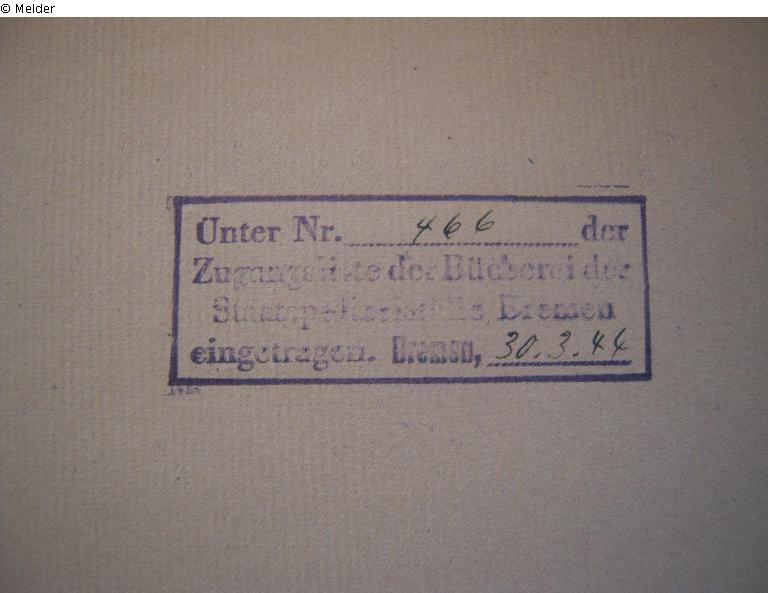 © Melder
Unter Nr. 466 der
Zugangsliste der Bücherei der
Staatspolizeistelle Bremen
eingetragen. Bremen, 30.3.44